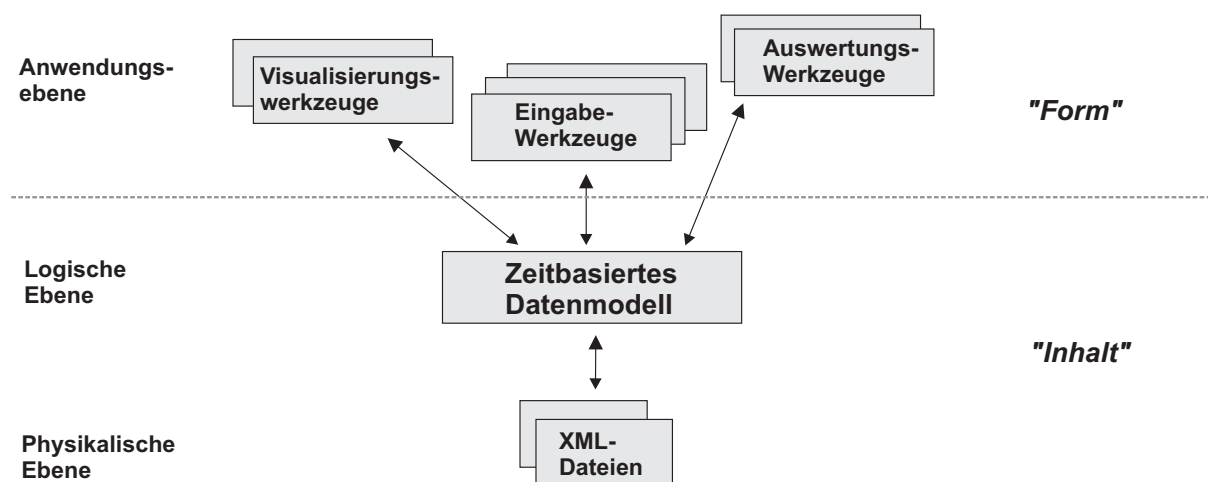 Anwendungs-
ebene
Visualisierungs-
werkzeuge
Eingabe-
Werkzeuge
Auswertungs-
Werkzeuge
"Form"
Logische
Ebene
Zeitbasiertes
Datenmodell
"Inhalt"
Physikalische
Ebene
XML-
Dateien